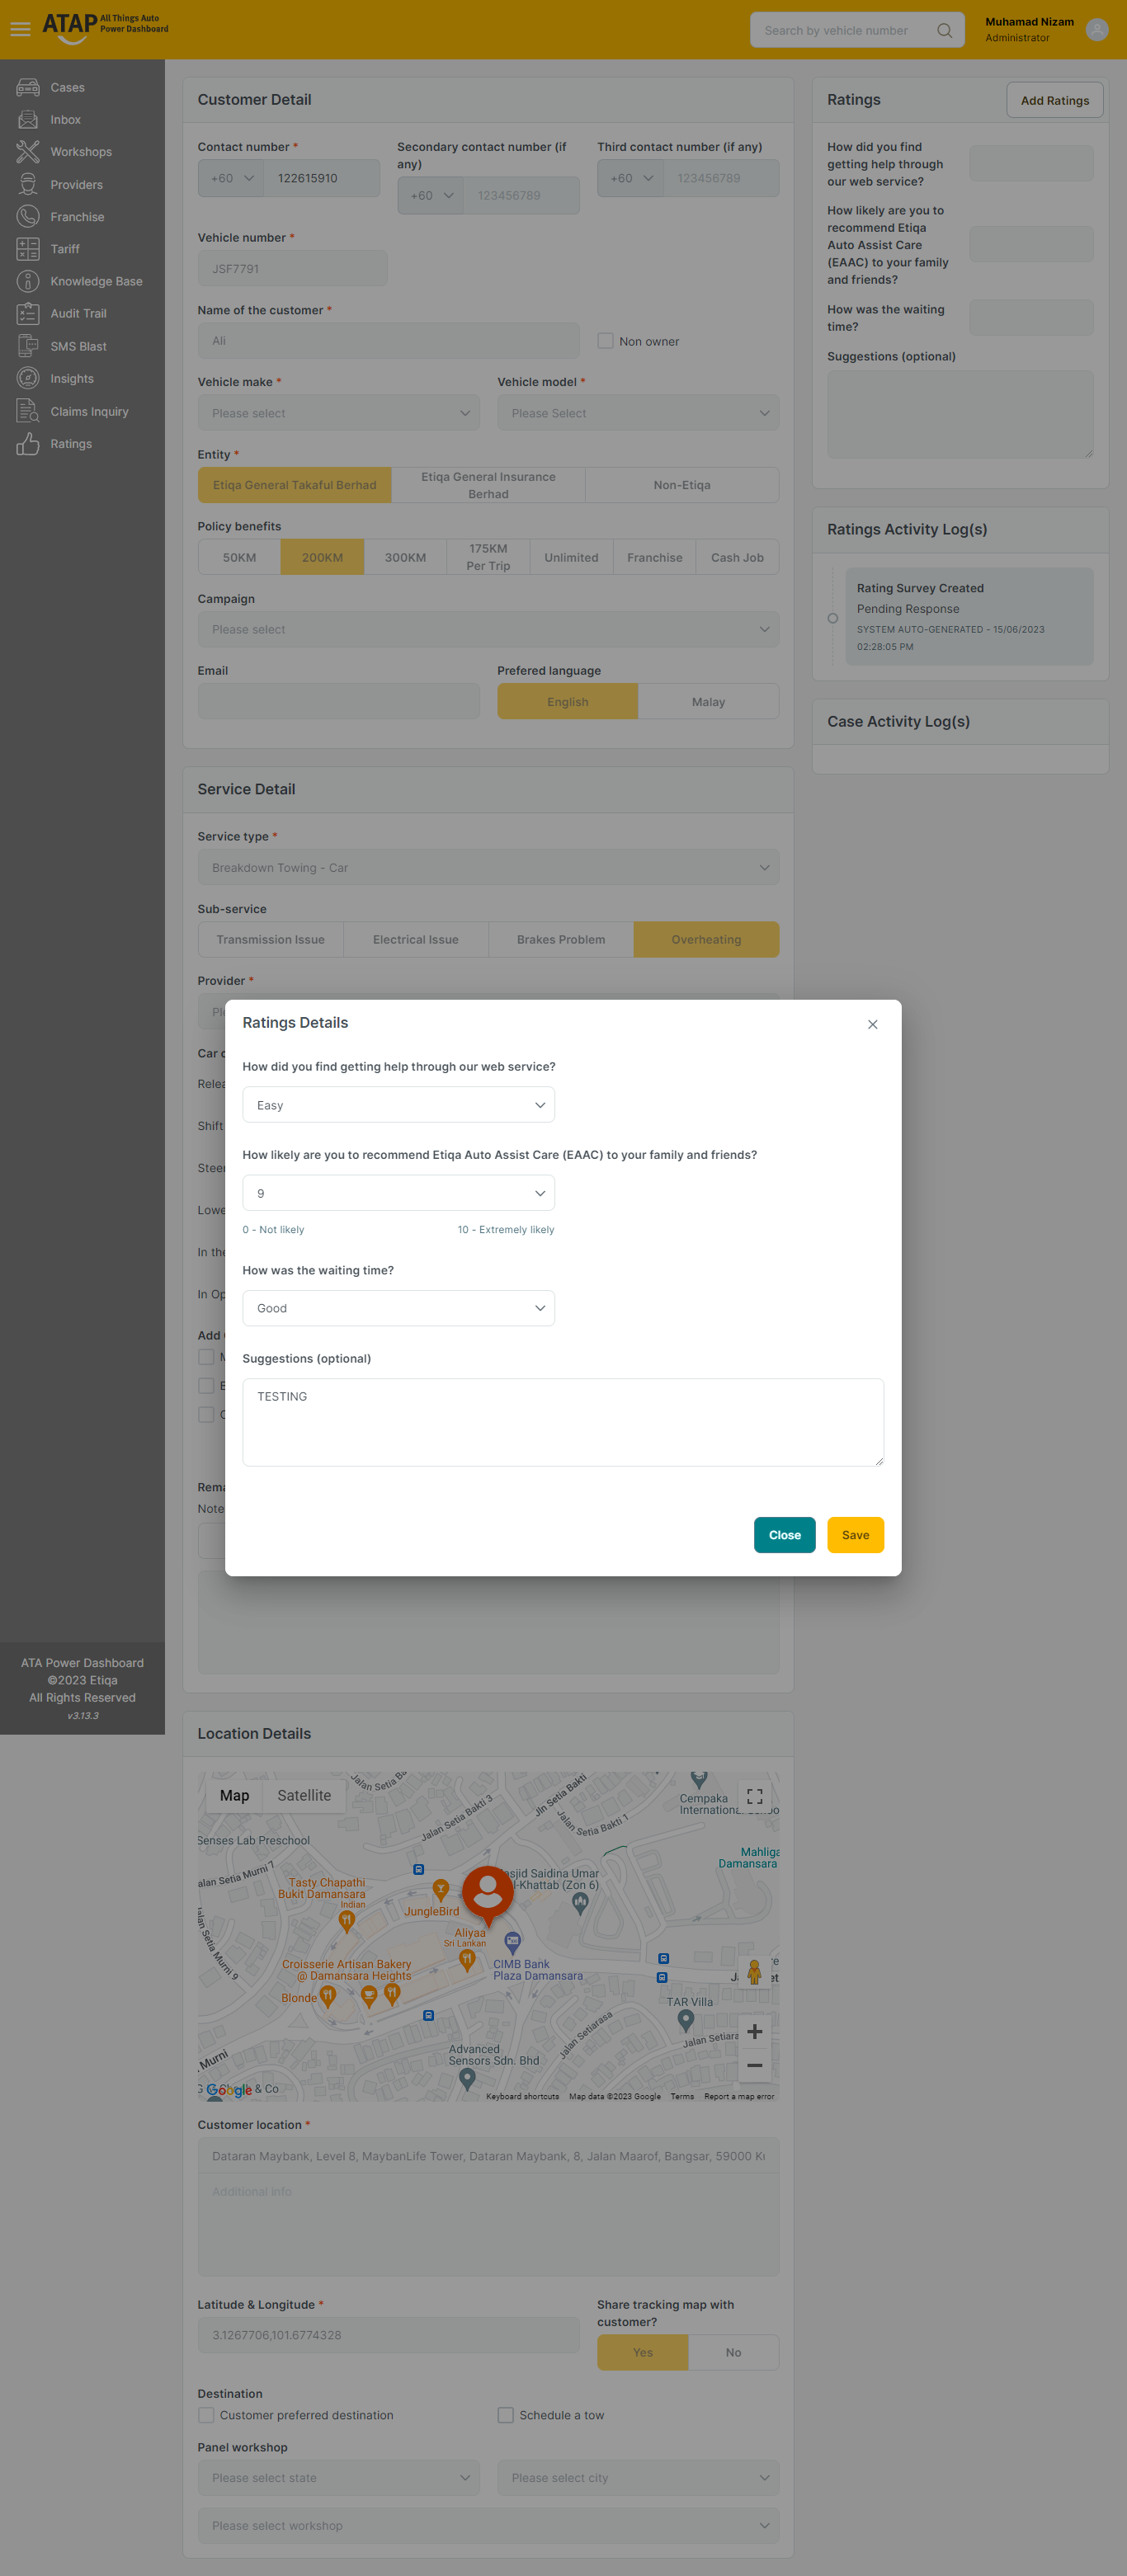 ATAP All Things Auto
Power Dashboard
Search by vehicle number
Muhamad Nizam
Administrator
Cases
Inbox
Workshops
Providers
Franchise
Tariff
Knowledge Base
Audit Trail
SMS Blast
Insights
Claims Inquiry
Ratings
ATA Power Dashboard
©2023 Etiqa
All Rights Reserved
v3.13.3
Customer Detail
Contact number *
+60 122615910
Secondary contact number (if
any)
+60 123456789
Third contact number (if any)
+60 123456789
Vehicle number *
JSF7791
Name of the customer *
Ali
Non owner
Vehicle make *
Please select
Vehicle model *
Please Select
Entity *
Etiqa General Takaful Berhad
Etiqa General Insurance
Berhad
Non-Etiqa
Policy benefits
50KM
200KM
300KM
175KM
Per Trip
Unlimited
Franchise
Cash Job
Campaign
Please select
Email
Prefered language
English
Malay
Service Detail
Service type *
Breakdown Towing - Car
Sub-service
Transmission Issue
Electrical Issue
Brakes Problem
Overheating
Provider *
Car
Shift
In the
Add
Note
Ratings Details
How did you find getting help through our web service?
Easy
How likely are you to recommend Etiqa Auto Assist Care (EAAC) to your family and friends?
9
0 - Not likely
10 - Extremely likely
How was the waiting time?
Good
Suggestions (optional)
TESTING
Close
Save
Location Details
Map
Satellite
Jalan Setia Bakti 3
Jln Setia Bakti
Jalan Setia Bakti 1
Cempaka
International
Senses Lab Preschool
Mahliga
Damansara
Jalan Setia Murni 7
Tasty Chapathi
Bukit Damansara
Indian
JungleBird
Masjid Saidina Umar
Al-Khattab (Zon 6)
Aliyaa
Sri Lankan
Jalan Setia Murni 9
CIMB Bank
Plaza Damansara
Croisserie Artisan Bakery
@ Damansara Heights
Blonde
TAR Villa
Jalan Setiarasa
Jalan Setiara
Advanced
Sensors Sdn. Bhd
Murni
& Co
Google
Keyboard shortcuts
Map data ©2023 Google
Terms
Report a map error
Customer location *
Dataran Maybank, Level 8, MaybanLife Tower, Dataran Maybank, 8, Jalan Maarof, Bangsar, 59000
Additional info
Latitude & Longitude *
3.1267706,101.6774328
Share tracking map with
customer?
Yes
No
Destination
Customer preferred destination
Schedule a tow
Panel workshop
Please select state
Please select city
Please select workshop
Ratings
Add Ratings
How did you find
getting help through
our web service?
How likely are you to
recommend Etiqa
Auto Assist Care
(EAAC) to your family
and friends?
How was the waiting
time?
Suggestions (optional)
Ratings Activity Log(s)
Rating Survey Created
Pending Response
SYSTEM AUTO-GENERATED - 15/06/2023
02:28:05 PM
Case Activity Log(s)